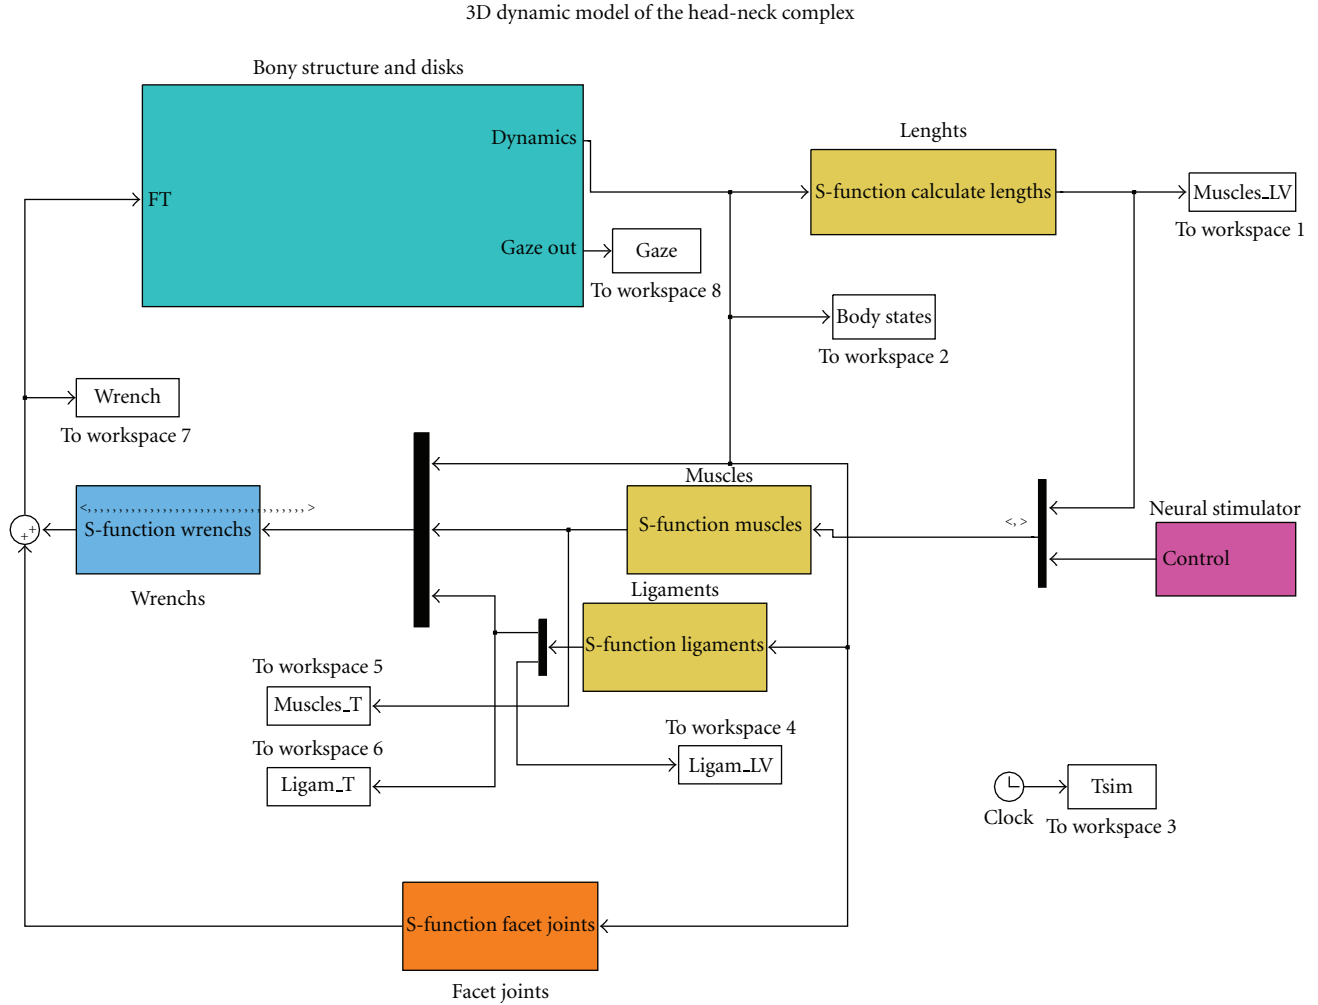 3D dynamic model of the head-neck complex
Bony structure and disks
Dynamics
FT
Gaze out
Gaze
To workspace 8
Lenghts
S-function calculate lengths
Muscles_LV
To workspace 1
Body states
To workspace 2
Wrench
To workspace 7
Muscles
S-function muscles
<, >
Neural stimulator
Control
<, , , , , , , , , , , , , , , , , , , , , , , , , , , , , , , , , >
S-function wrenchs
Wrenchs
+
+
Ligaments
S-function ligaments
To workspace 5
Muscles_T
To workspace 6
Ligam_T
To workspace 4
Ligam_LV
Clock
Tsim
To workspace 3
S-function facet joints
Facet joints